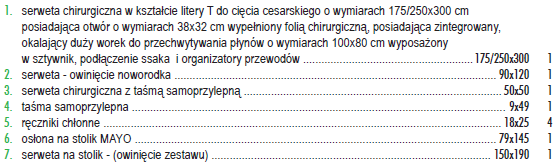 1. serweta chirurgiczna w kształcie litery T do cięcia cesarskiego o wymiarach 175/250x300 cm
posiadająca otwór o wymiarach 38x32 cm wypełniony folią chirurgiczną, posiadająca zintegrowany,
okalający duży worek do przechwytywania płynów o wymiarach 100x80 cm wyposażony
w sztywnik, podłączenie ssaka i organizatory przewodów ........ 175/250x300 1
2. serweta - owinięcie noworodka ........ 90x120 1
3. serweta chirurgiczna z taśmą samoprzylepną ........ 50x50 1
4. taśma samoprzylepna ........ 9x49 1
5. ręczniki chłonne ........ 18x25 4
6. osłona na stolik MAYO ........ 79x145 1
7. serweta na stolik - (owinięcie zestawu) ........ 150x190 1